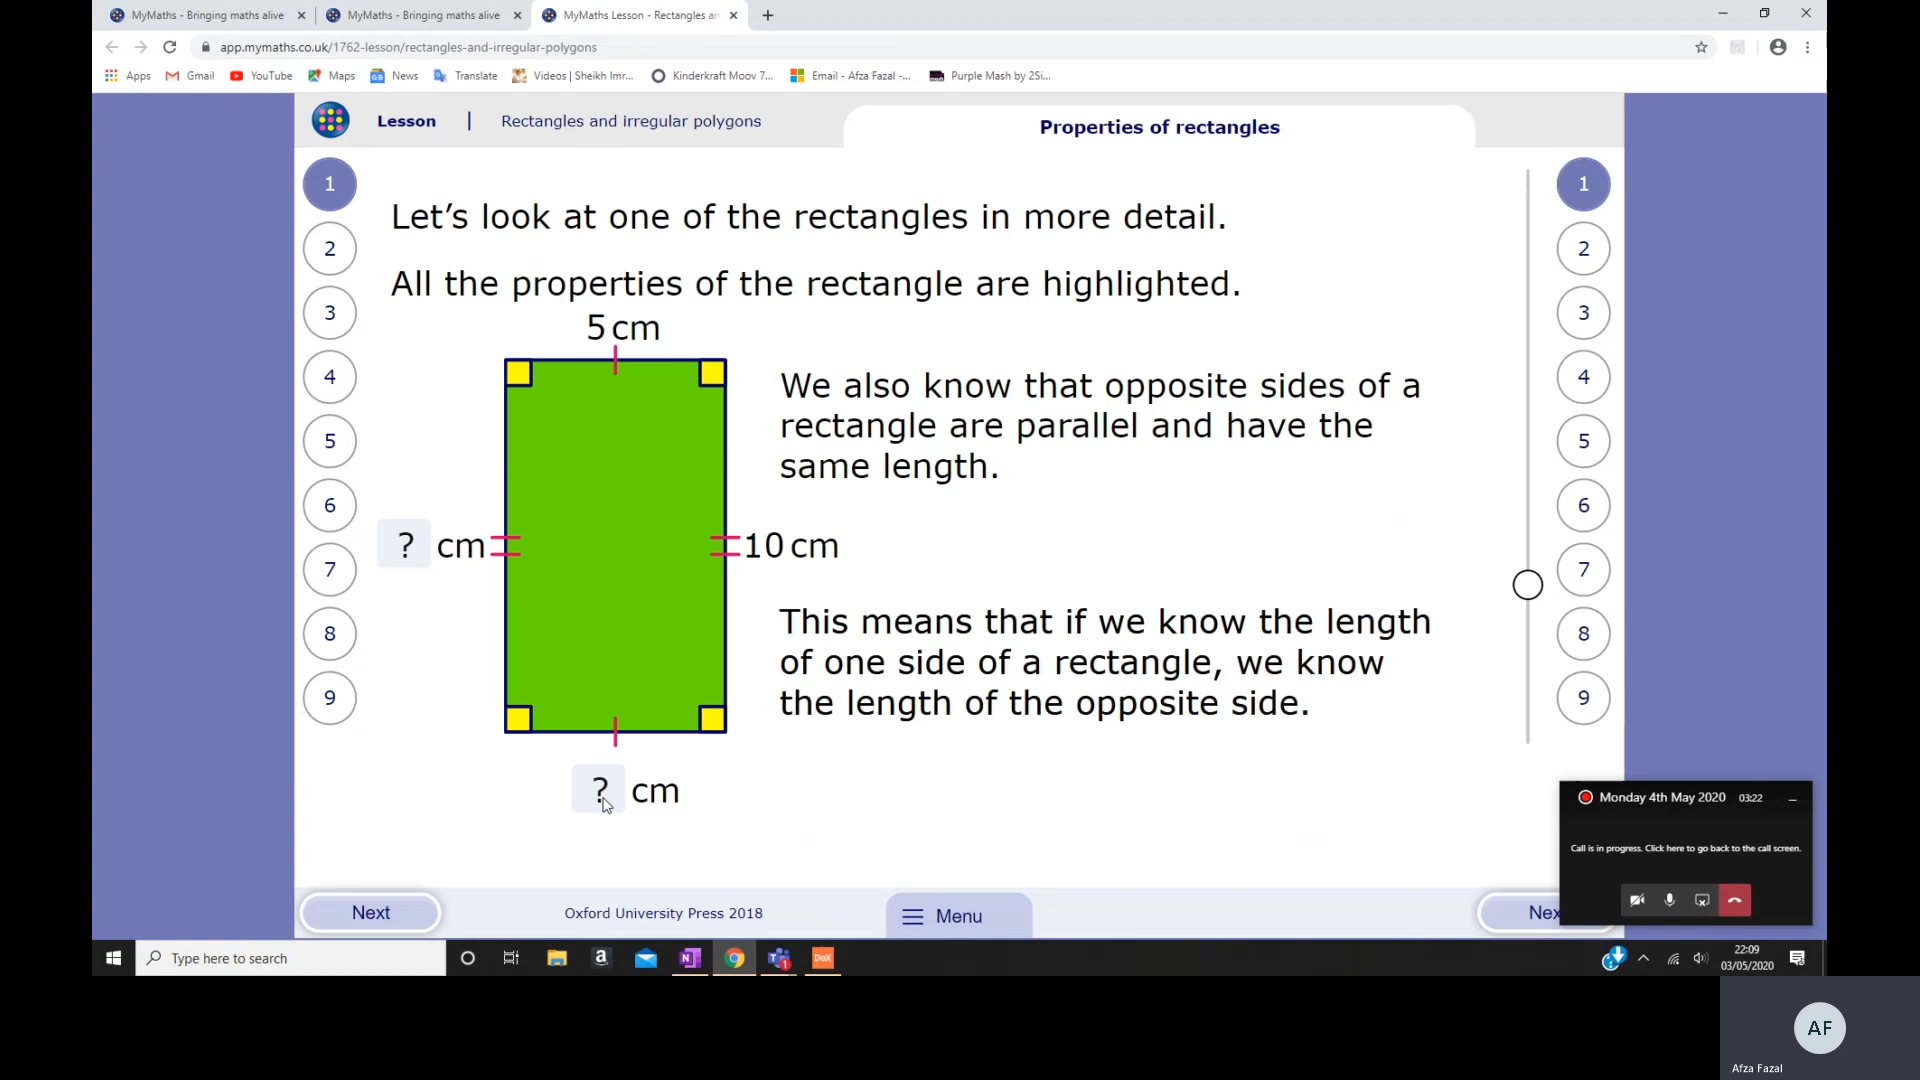 MyMaths - Bringing maths alive
MyMaths - Bringing maths alive
MyMaths Lesson - Rectangles an
app.mymaths.co.uk/1762-lesson/rectangles-and-irregular-polygons
Apps
Gmail
YouTube
Maps
News
Translate
Videos | Sheikh Imr...
Kinderkraft Moov 7...
Email - Afza Fazal -...
Purple Mash by 2Si...
Lesson | Rectangles and irregular polygons
Properties of rectangles
1
2
3
4
5
6
7
8
9
Let's look at one of the rectangles in more detail.
All the properties of the rectangle are highlighted.
5 cm
We also know that opposite sides of a
rectangle are parallel and have the
same length.
? cm
10 cm
This means that if we know the length
of one side of a rectangle, we know
the length of the opposite side.
? cm
1
2
3
4
5
6
7
8
9
Monday 4th May 2020 03:22
Call is in progress. Click here to go back to the call screen.
Next
Oxford University Press 2018
Menu
Nex
Type here to search
a
N
1
DeX
22:09
03/05/2020
AF
Afza Fazal